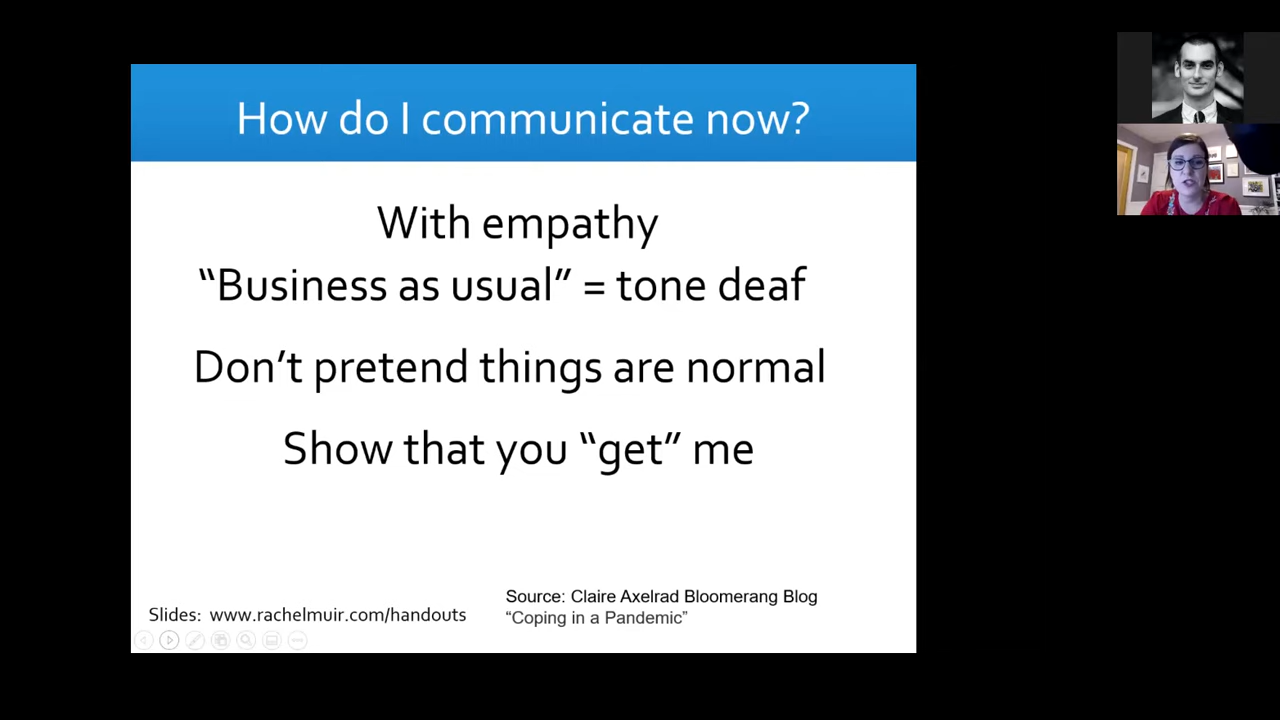 How do I communicate now?
With empathy
“Business as usual” = tone deaf
Don’t pretend things are normal
Show that you “get” me
Source: Claire Axelrad Bloomerang Blog
“Coping in a Pandemic”
Slides: www.rachelmuir.com/handouts